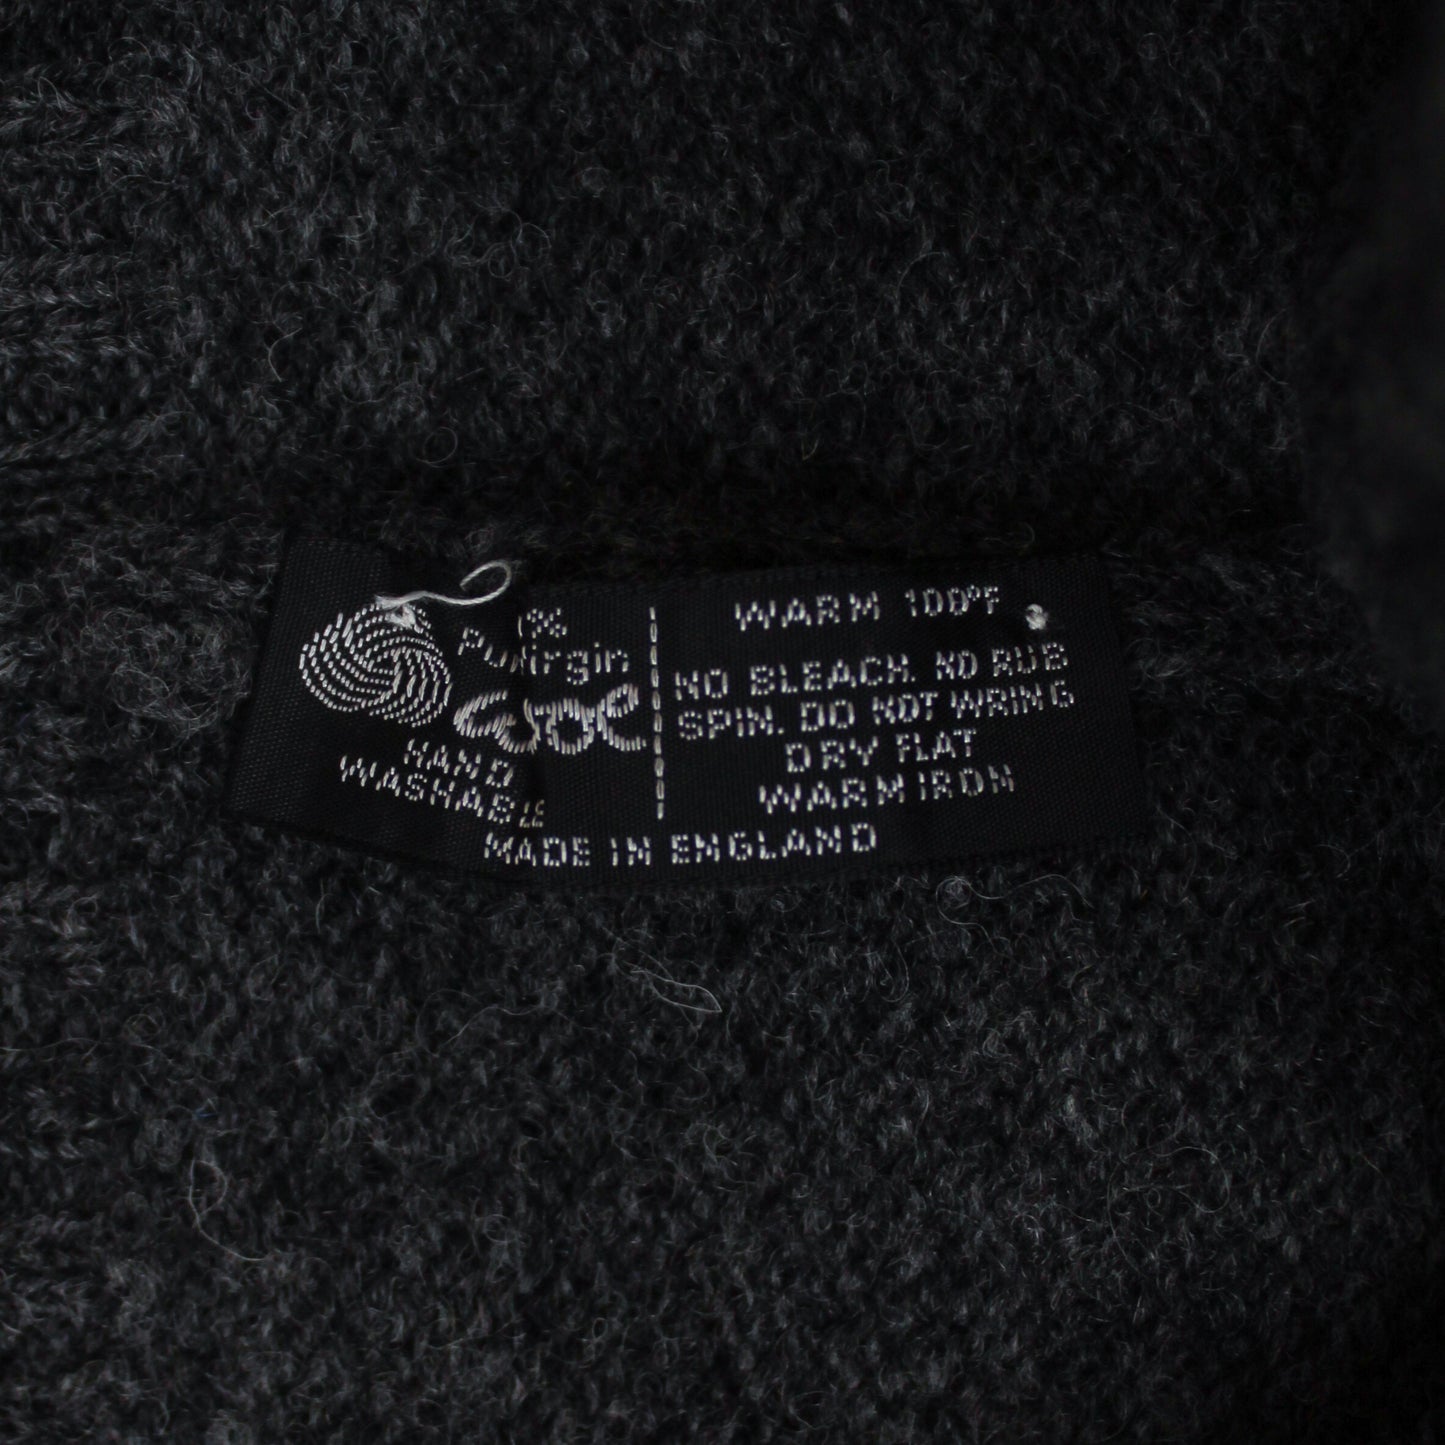 %
Virgin
wool
HAND
WASHABLE
WARM 100°F
NO BLEACH. NO RUB
SPIN. DO NOT WRING
DRY FLAT
WARM IRON
MADE IN ENGLAND